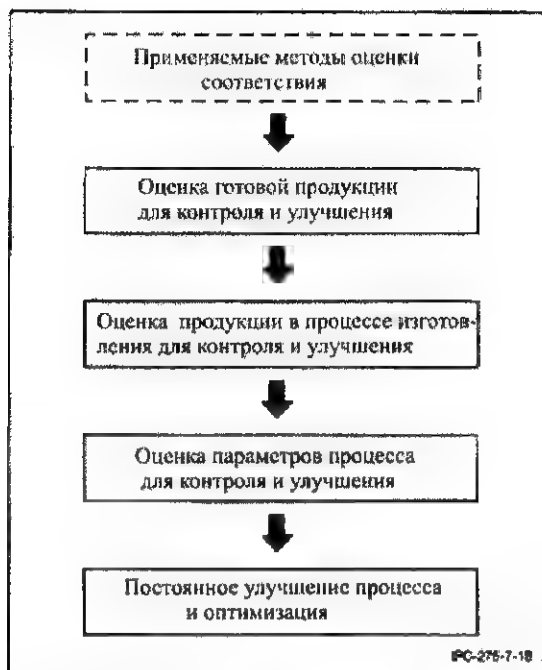 Применяемые методы оценки
соответствия
Оценка готовой продукции
для контроля и улучшения
Оценка продукции в процессе изготов-
ления для контроля и улучшения
Оценка параметров процесса
для контроля и улучшения
Постоянное улучшение процесса
и оптимизация
IPC-275-7-18